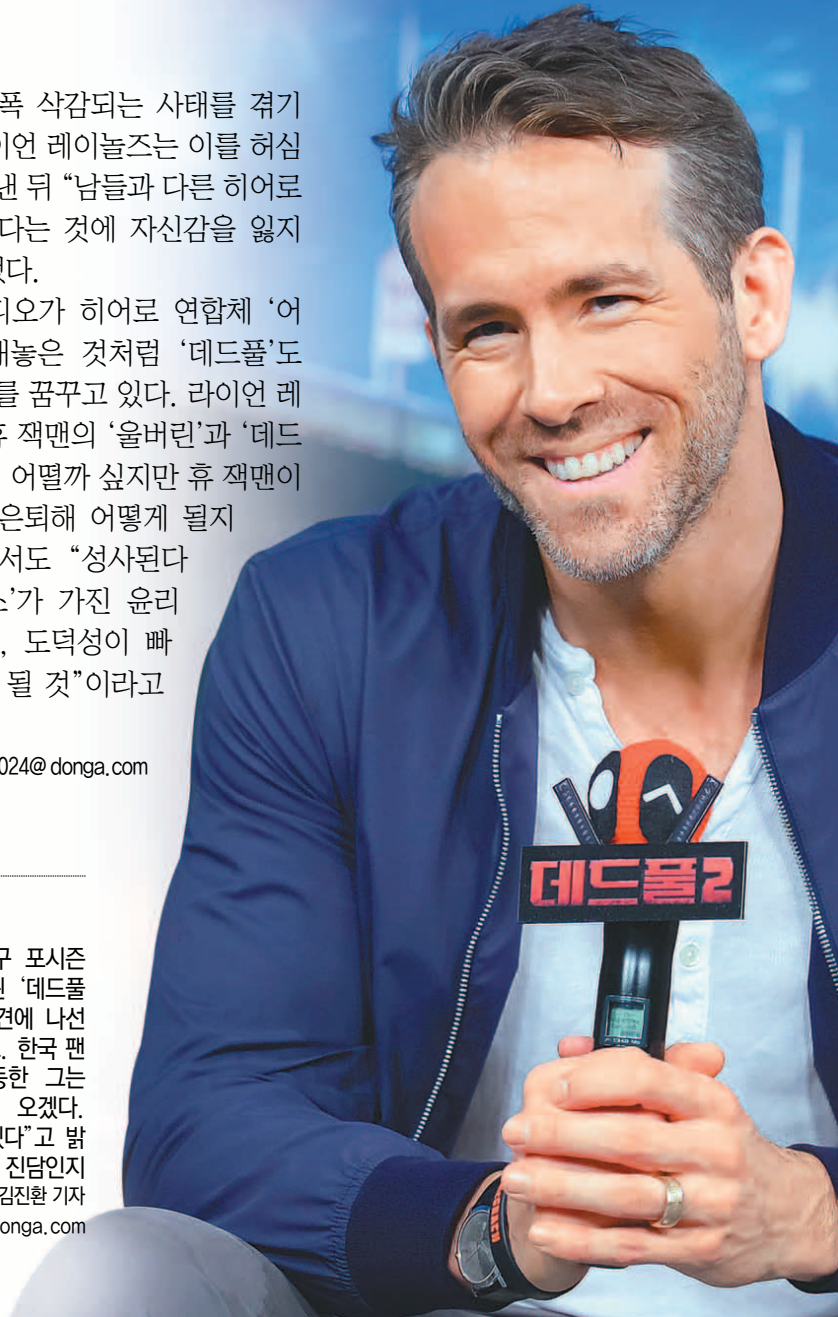 폭 삭감되는 사태를 겪기
이언 레이놀즈는 이를 허심
낸 뒤 “남들과 다른 히어로
다는 것에 자신감을 잃지
다.
디오가 히어로 연합체 ‘어
놓은 것처럼 ‘데드풀’도
를 꿈꾸고 있다. 라이언 레
휴 잭맨의 ‘울버린’과 ‘데드
어떨까 싶지만 휴 잭맨이
은퇴해 어떻게 될지
서도 “성사된다
가 가진 윤리
, 도덕성이 빠
될 것”이라고
024@donga.com
데드풀2
구 포시즌
‘데드풀
견에 나선
. 한국 팬
한 그는
오겠다.
다”고 밝
진담인지
김진환 기자
onga.com